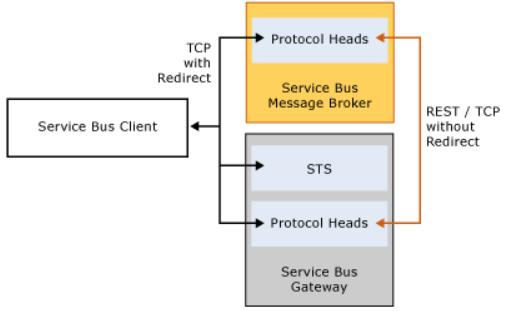 Protocol Heads
TCP
with
Redirect
Service Bus
Message Broker
Service Bus Client
REST / TCP
without
Redirect
STS
Protocol Heads
Service Bus
Gateway